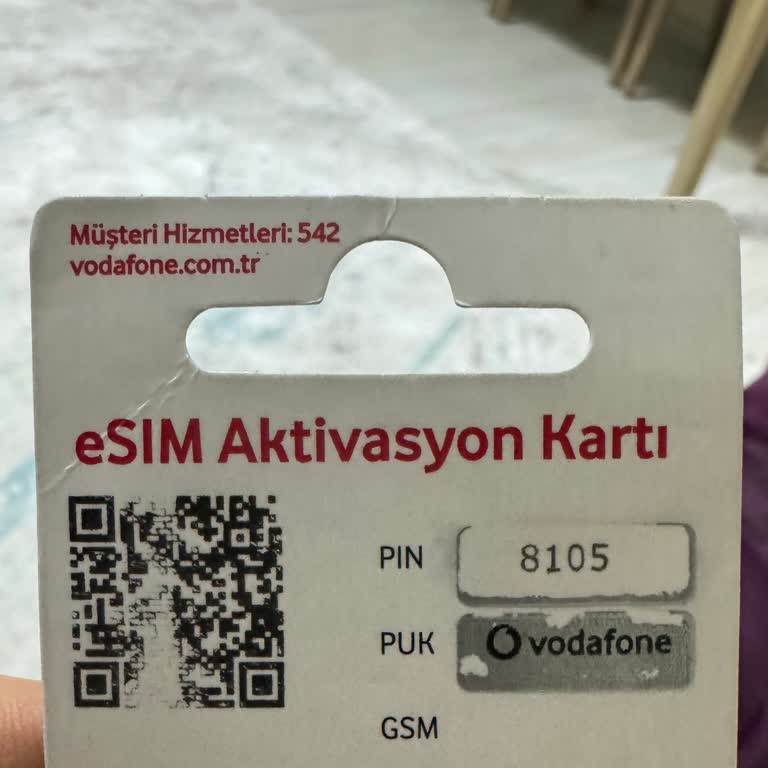 Müşteri Hizmetleri: 542
vodafone.com.tr
eSIM Aktivasyon Kartı
PIN 8105
PUK vodafone
GSM